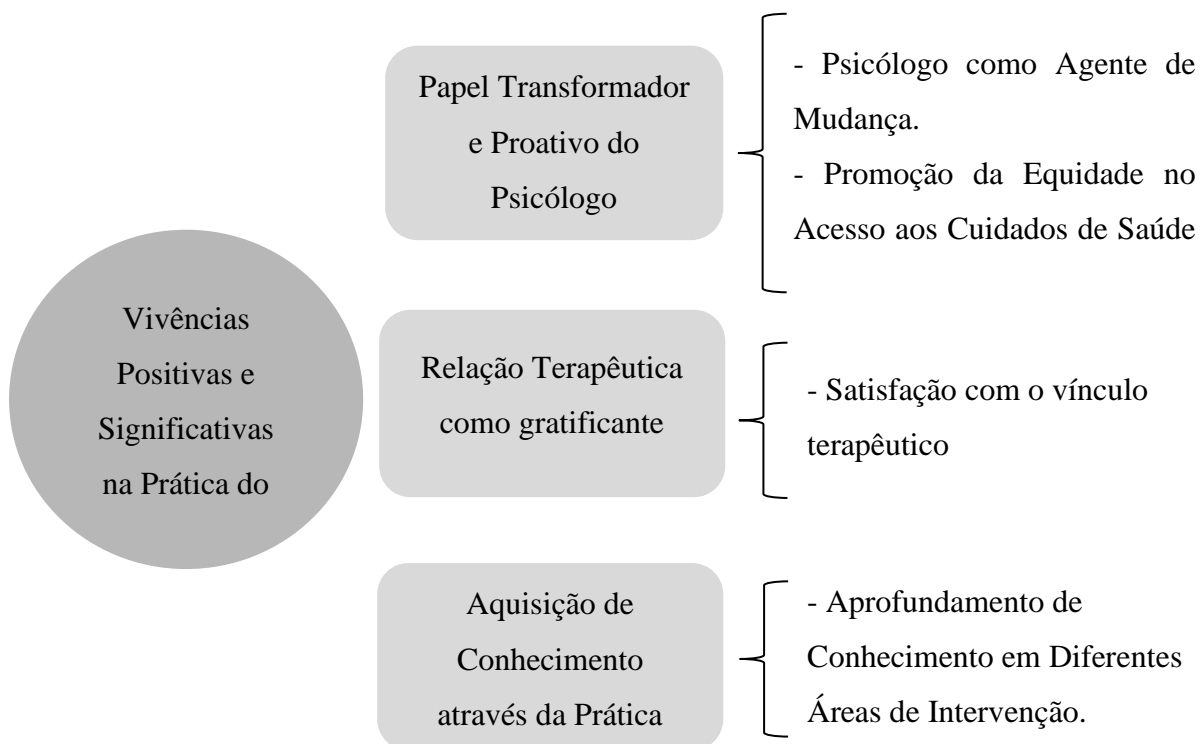 Vivências
Positivas e
Significativas
na Prática do
Papel Transformador
e Proativo do
Psicólogo
- Psicólogo como Agente de
Mudança.
- Promoção da Equidade no
Acesso aos Cuidados de Saúde
Relação Terapêutica
como gratificante
- Satisfação com o vínculo
terapêutico
Aquisição de
Conhecimento
através da Prática
- Aprofundamento de
Conhecimento em Diferentes
Áreas de Intervenção.